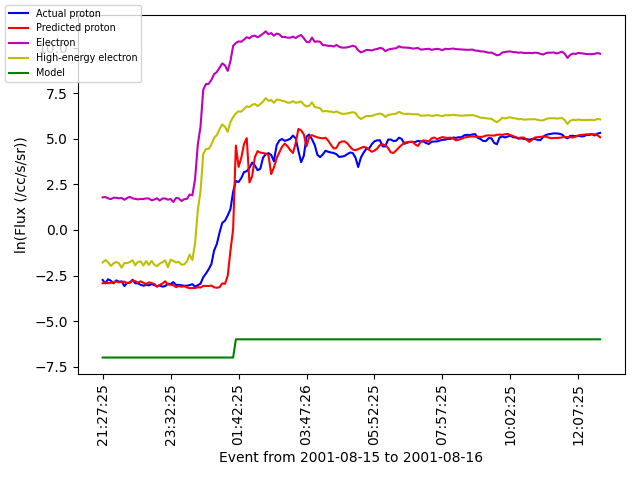 Actual proton
Predicted proton
Electron
High-energy electron
Model
10.0
7.5
5.0
2.5
0.0
−2.5
−5.0
−7.5
ln(Flux (/cc/s/sr))
21:27:25
23:32:25
01:42:25
03:47:26
05:52:25
07:57:25
10:02:25
12:07:25
Event from 2001-08-15 to 2001-08-16